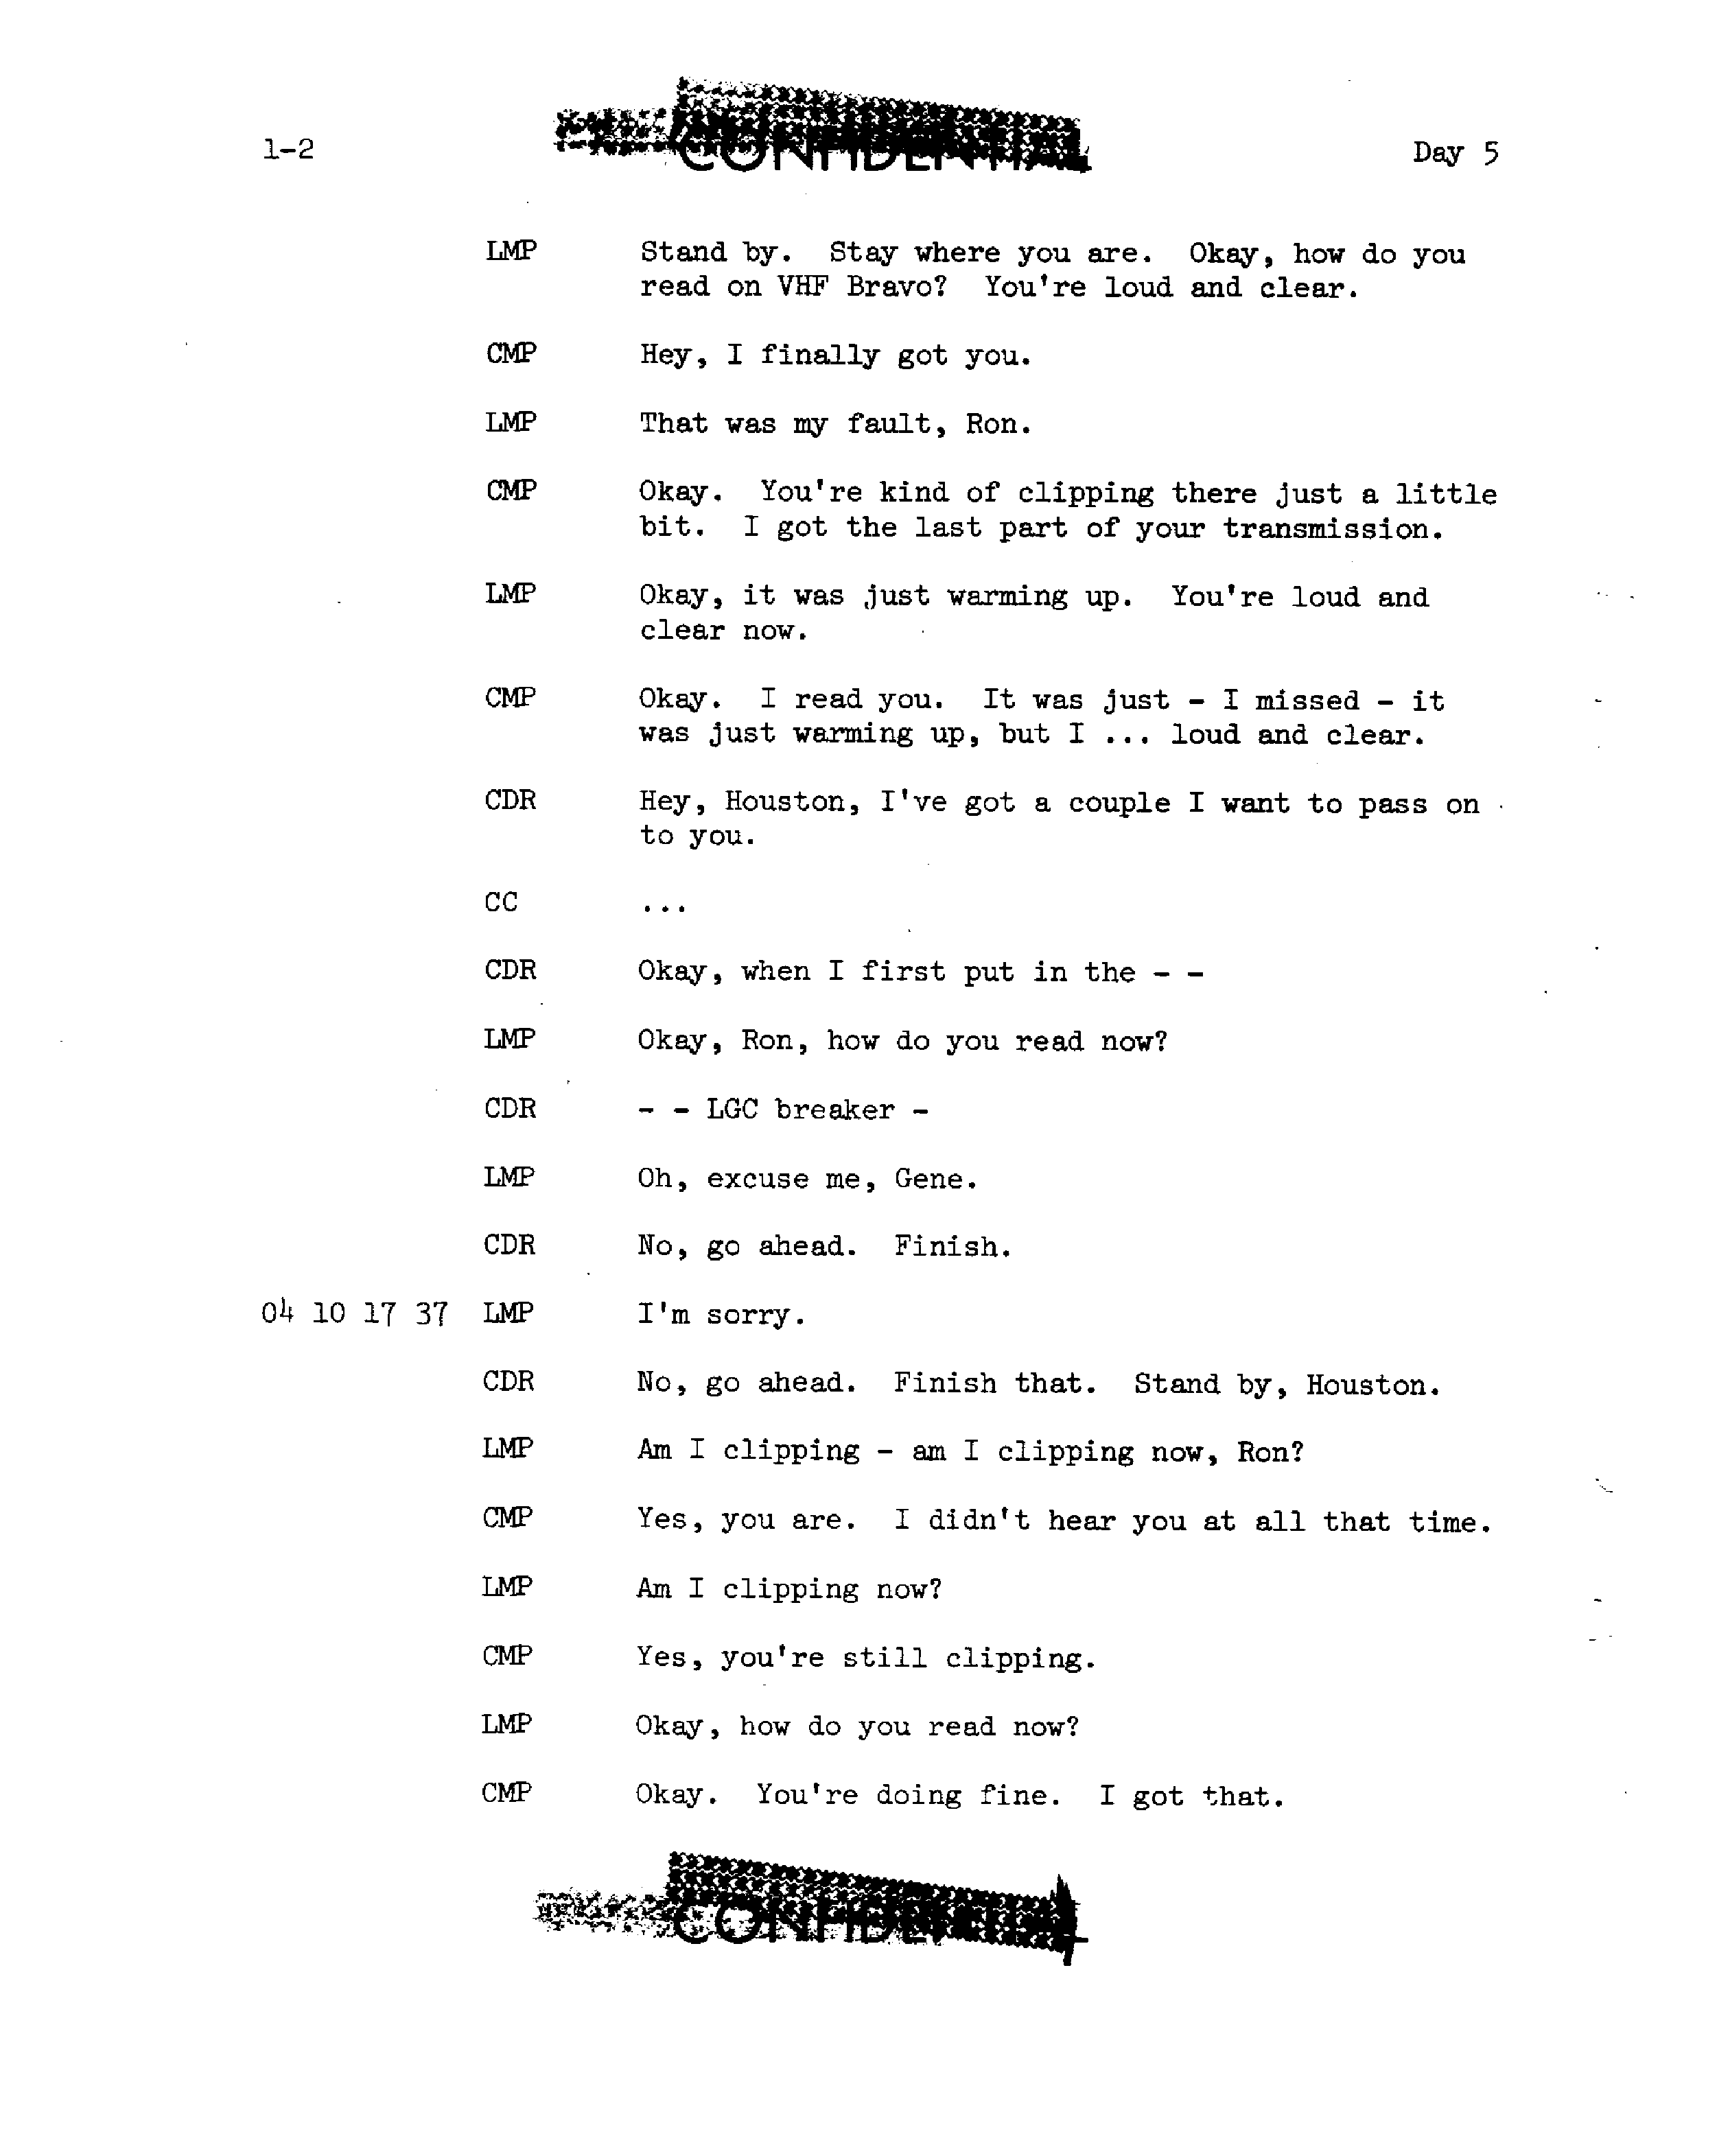 1-2
CONFIDENTIAL
Day 5
LMP Stand by. Stay where you are. Okay, how do you
read on VHF Bravo? You're loud and clear.
CMP Hey, I finally got you.
LMP That was my fault, Ron.
CMP Okay. You're kind of clipping there just a little
bit. I got the last part of your transmission.
LMP Okay, it was just warming up. You're loud and
clear now.
CMP Okay. I read you. It was just - I missed - it
was just warming up, but I ... loud and clear.
CDR Hey, Houston, I've got a couple I want to pass on
to you.
CC ...
CDR Okay, when I first put in the - -
LMP Okay, Ron, how do you read now?
CDR - - LGC breaker -
LMP Oh, excuse me, Gene.
CDR No, go ahead. Finish.
04 10 17 37 LMP I'm sorry.
CDR No, go ahead. Finish that. Stand by, Houston.
LMP Am I clipping - am I clipping now, Ron?
CMP Yes, you are. I didn't hear you at all that time.
LMP Am I clipping now?
CMP Yes, you're still clipping.
LMP Okay, how do you read now?
CMP Okay. You're doing fine. I got that.
CONFIDENTIAL